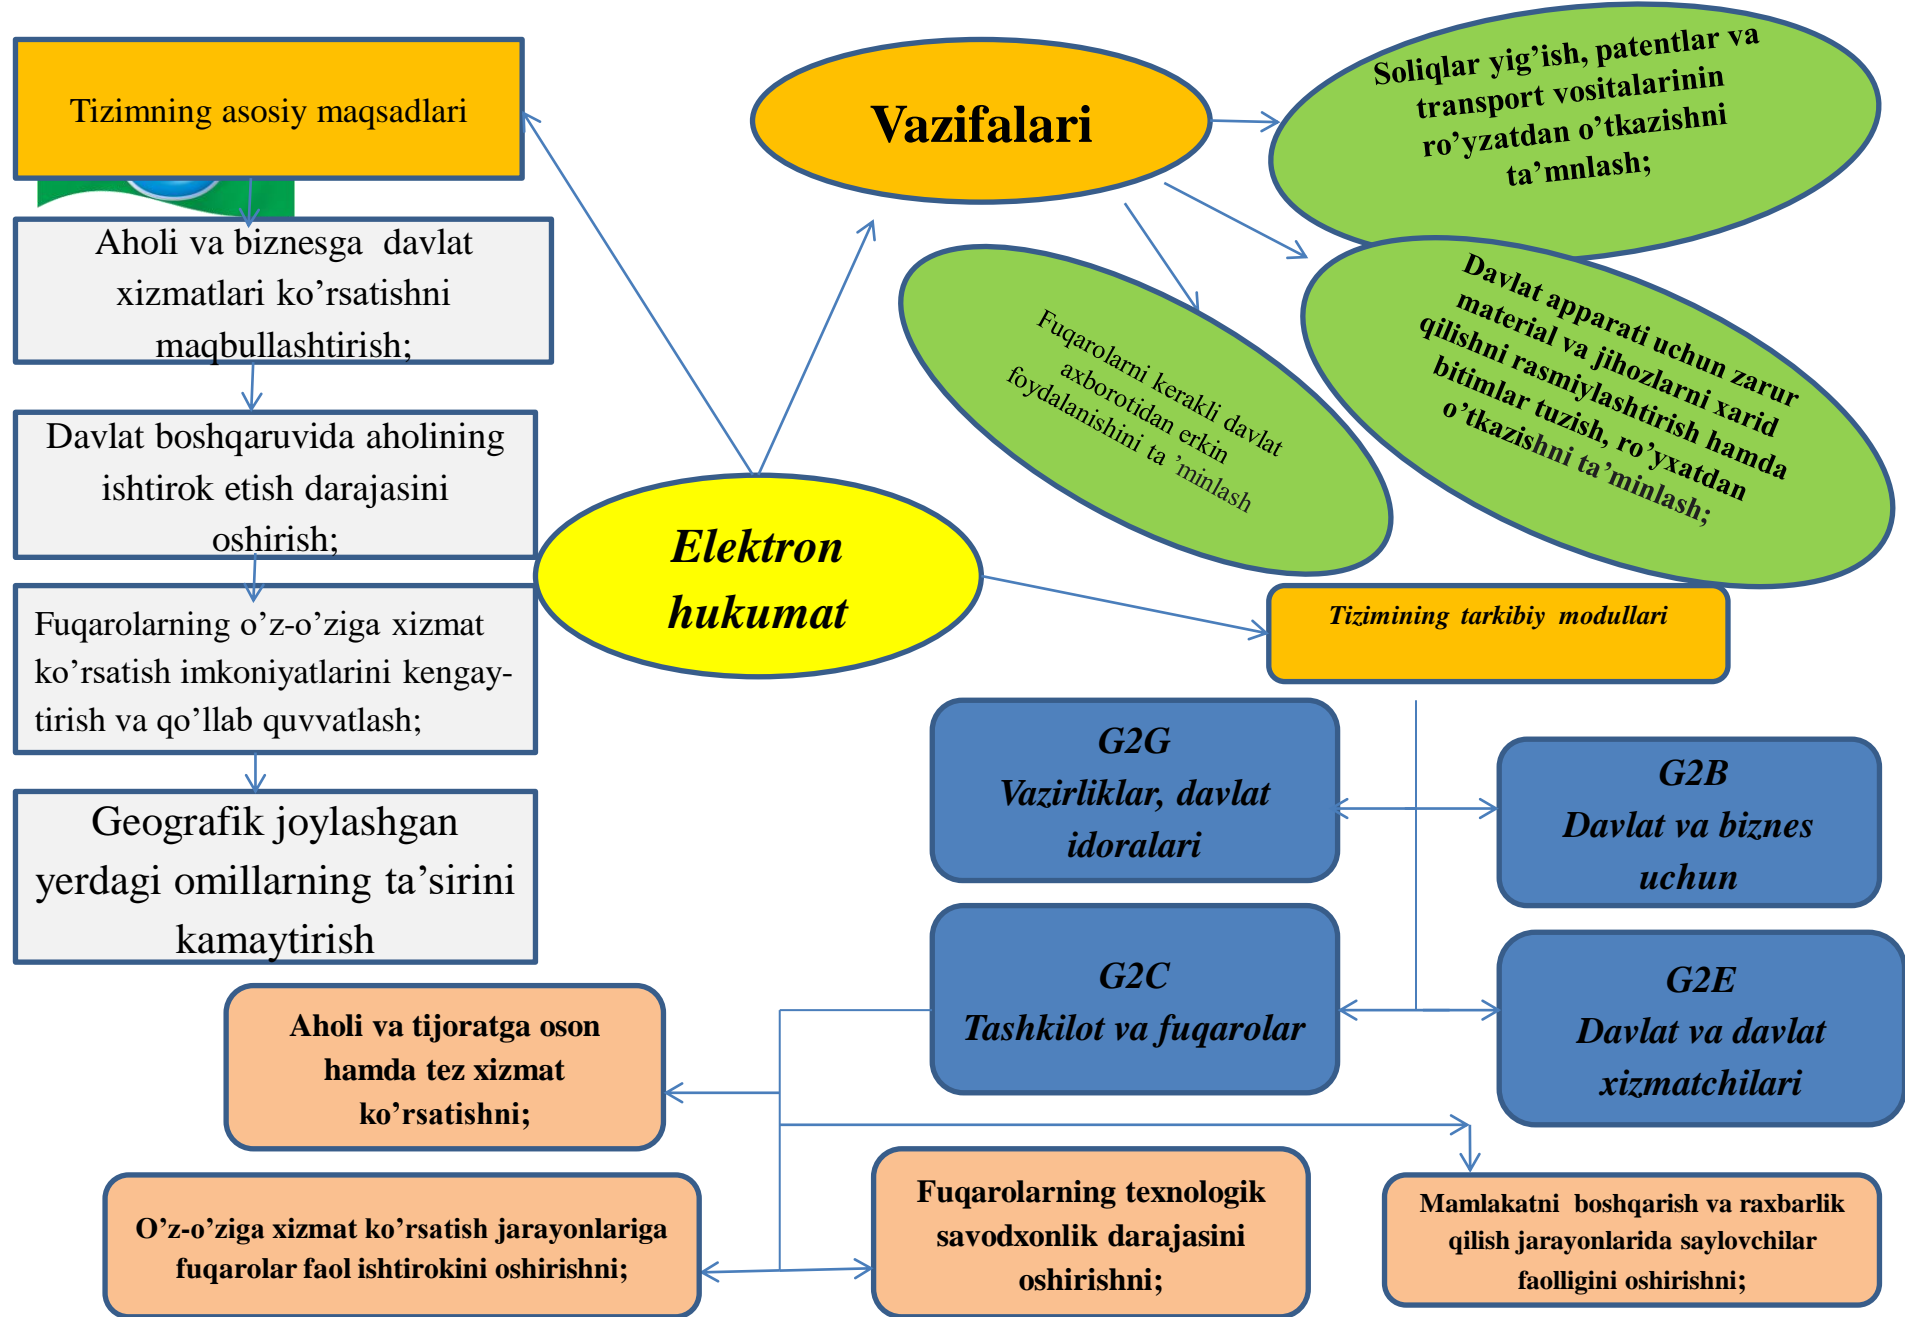 Tizimning asosiy maqsadlari
Aholi va biznesga davlat
xizmatlari ko’rsatishni
maqbullashtirish;
Davlat boshqaruvida aholining
ishtirok etish darajasini
oshirish;
Fuqarolarning o’z-o’ziga xizmat
ko’rsatish imkoniyatlarini kengay-
tirish va qo’llab quvvatlash;
Geografik joylashgan
yerdagi omillarning ta’sirini
kamaytirish
Elektron
hukumat
Vazifalari
Soliqlar yig’ish, patentlar va
transport vositalarinin
ro’yzatdan o’tkazishni
ta’mnlash;
Davlat apparati uchun zarur
material va jihozlarni xarid
qilishni rasmiylashtirish hamda
bitimlar tuzish, ro’yxatdan
o’tkazishni ta’minlash;
Fuqarolarni kerakli davlat
axborotidan erkin
foydalanishini ta ’minlash
Tizimining tarkibiy modullari
G2G
Vazirliklar, davlat
idoralari
G2B
Davlat va biznes
uchun
G2C
Tashkilot va fuqarolar
G2E
Davlat va davlat
xizmatchilari
Aholi va tijoratga oson
hamda tez xizmat
ko’rsatishni;
O’z-o’ziga xizmat ko’rsatish jarayonlariga
fuqarolar faol ishtirokini oshirishni;
Fuqarolarning texnologik
savodxonlik darajasini
oshirishni;
Mamlakatni boshqarish va raxbarlik
qilish jarayonlarida saylovchilar
faolligini oshirishni;